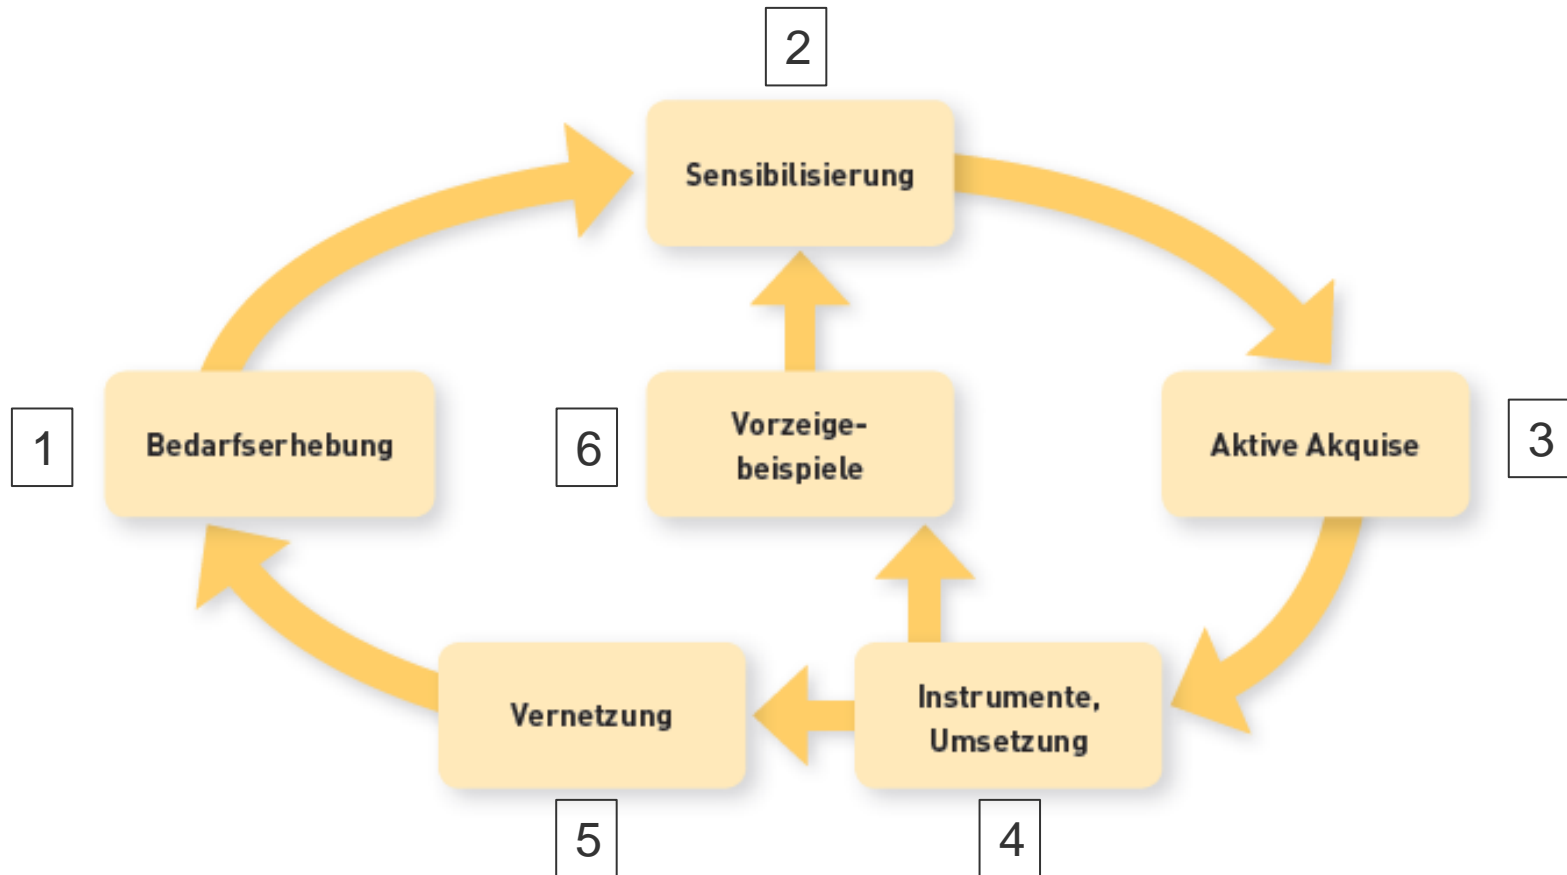 2
Sensibilisierung
1
Bedarfserhebung
6
Vorzeige-
beispiele
Aktive Akquise
3
Vernetzung
Instrumente,
Umsetzung
5
4